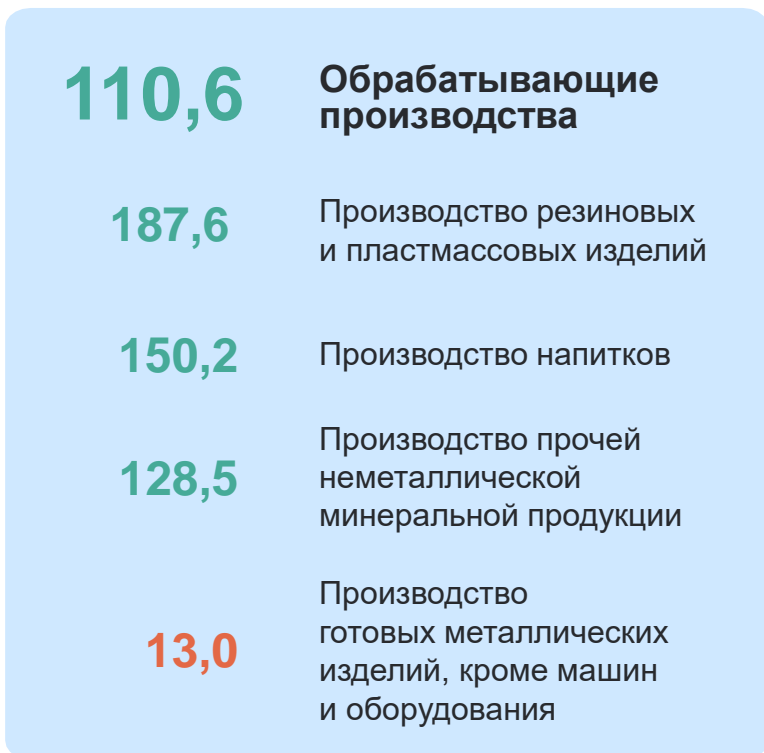 110,6
Обрабатывающие
производства
187,6
Производство резиновых
и пластмассовых изделий
150,2
Производство напитков
128,5
Производство прочей
неметаллической
минеральной продукции
13,0
Производство
готовых металлических
изделий, кроме машин
и оборудования